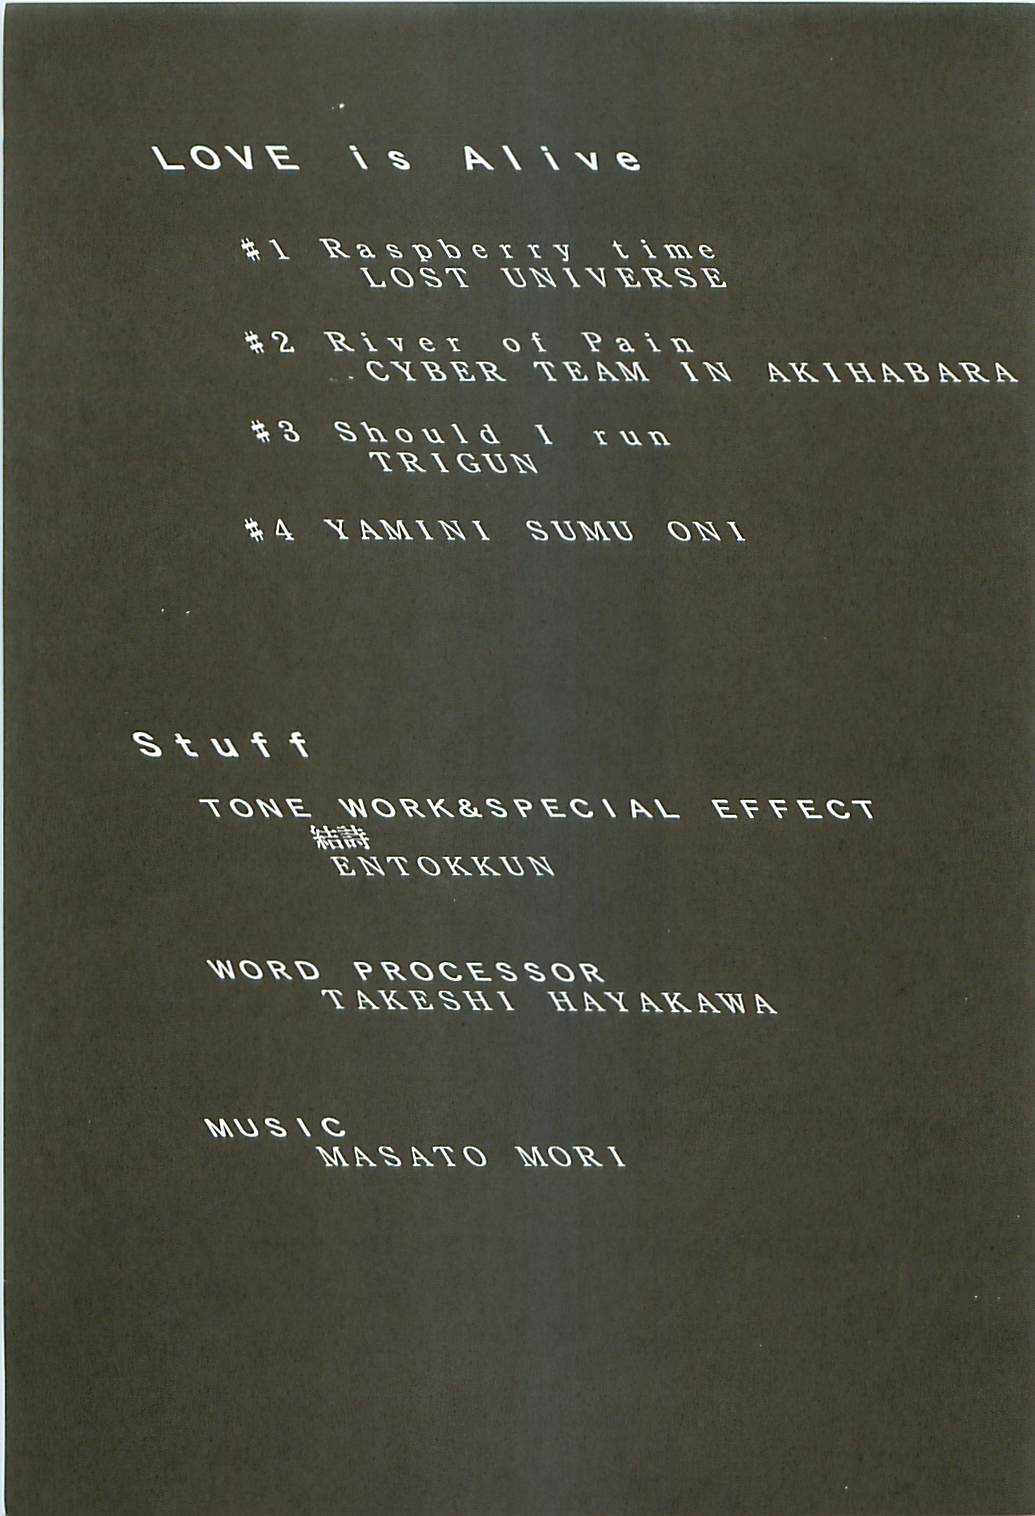 LOVE is Alive
#1 Raspberry time
LOST UNIVERSE
#2 River of Pain
CYBER TEAM IN AKIHABARA
#3 Should I run
TRIGUN
#4 YAMINI SUMU ONI
Stuff
TONE WORK&SPECIAL EFFECT
結詩
ENTOKKUN
WORD PROCESSOR
TAKESHI HAYAKAWA
MUSIC
MASATO MORI